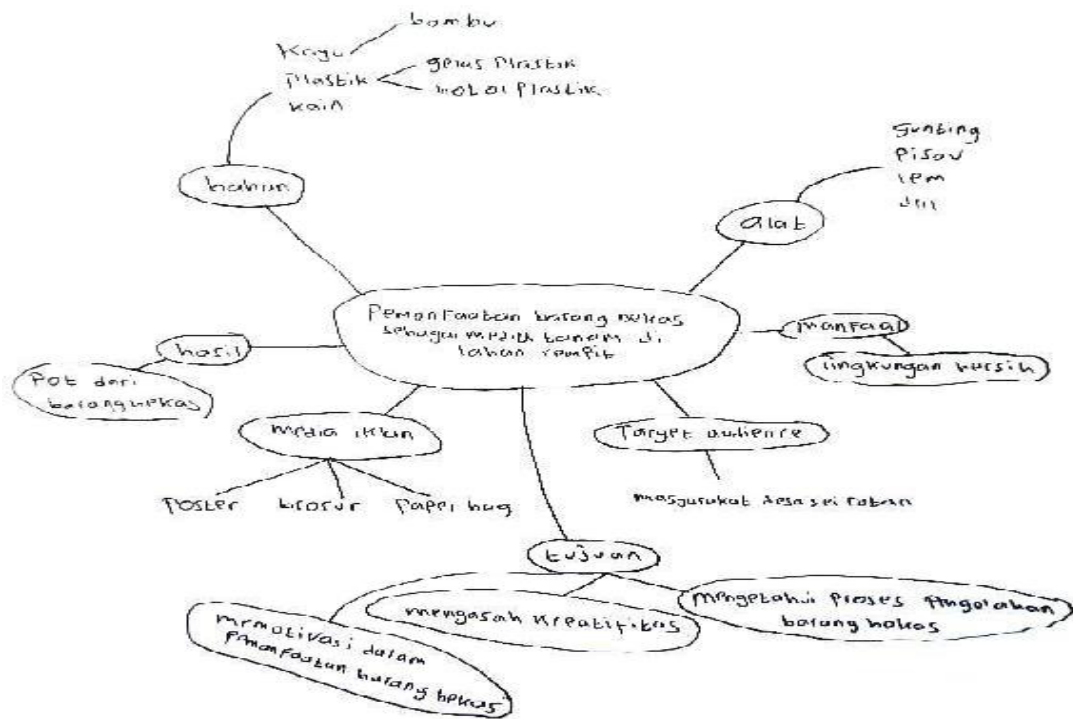 bambu
Kayu
Plastik
gelas Plastik
botol Plastik
kain
bahan
gunting
Pisau
lem
dll
alat
Pemanfaatan barang bekas
sebagai media tanam di
lahan sempit
manfaat
lingkungan bersih
hasil
Pot dari
barang bekas
media iklan
Poster
brosur
Paper bag
Target audience
masyarakat desa sei rotan
tujuan
memotivasi dalam
Pemanfaatan barang bekas
mengasah kreatifitas
mengetahui proses
barang bekas